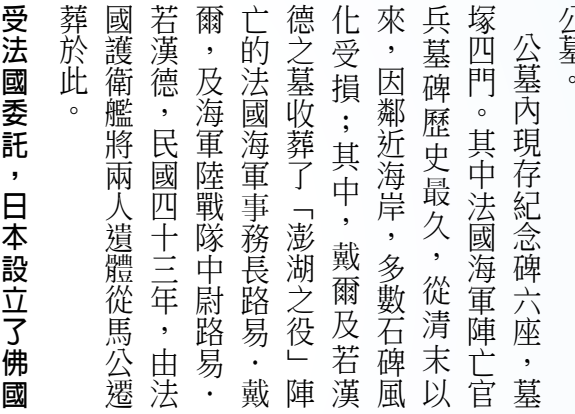 公墓。
公墓內現存紀念碑六座，墓
塚四門。其中法國海軍陣亡官
兵墓碑歷史最久，從清末以
來，因鄰近海岸，多數石碑風
化受損；其中，戴爾及若漢
德之墓收葬了「澎湖之役」陣
亡的法國海軍事務長路易．戴
爾，及海軍陸戰隊中尉路易．
若漢德，民國四十三年，由法
國護衛艦將兩人遺體從馬公遷
葬於此。
受法國委託，日本設立了佛國